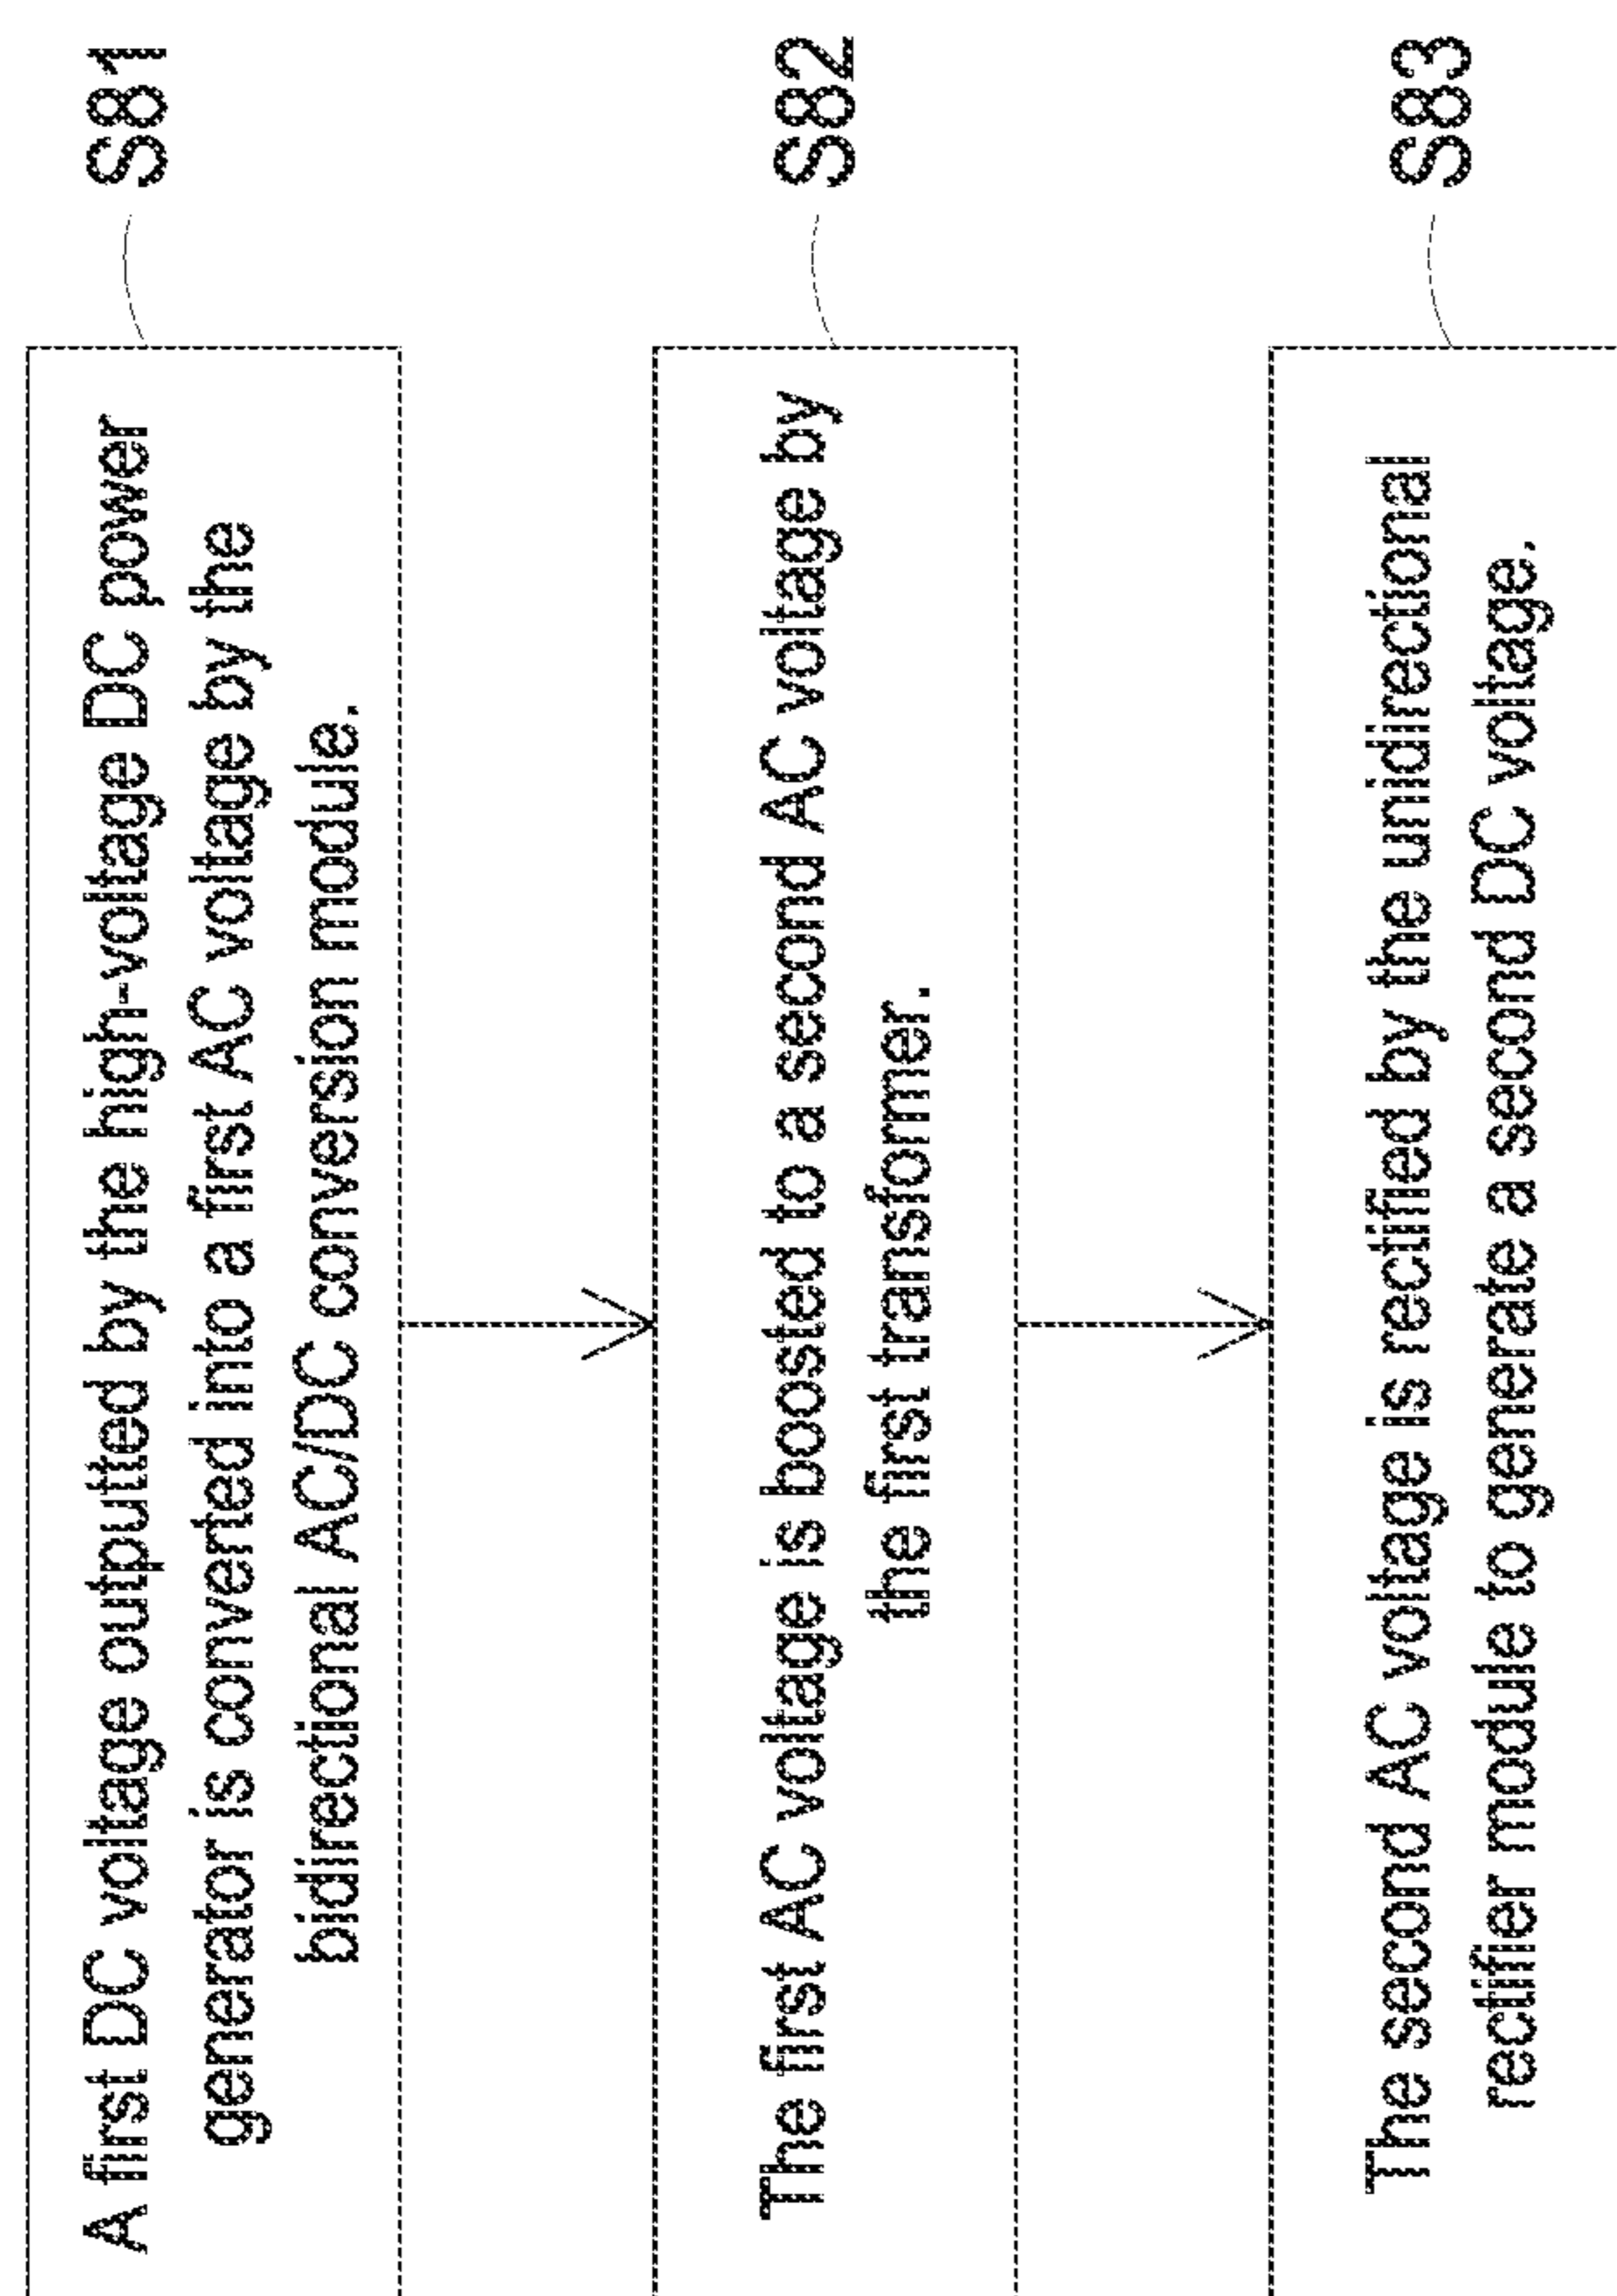 A first DC voltage outputted by the high-voltage DC power
generator is converted into a first AC voltage by the
bidirectional AC/DC conversion module.
S81
The first AC voltage is boosted to a second AC voltage by
the first transformer.
S82
The second AC voltage is rectified by the unidirectional
rectifier module to generate a second DC voltage.
S83